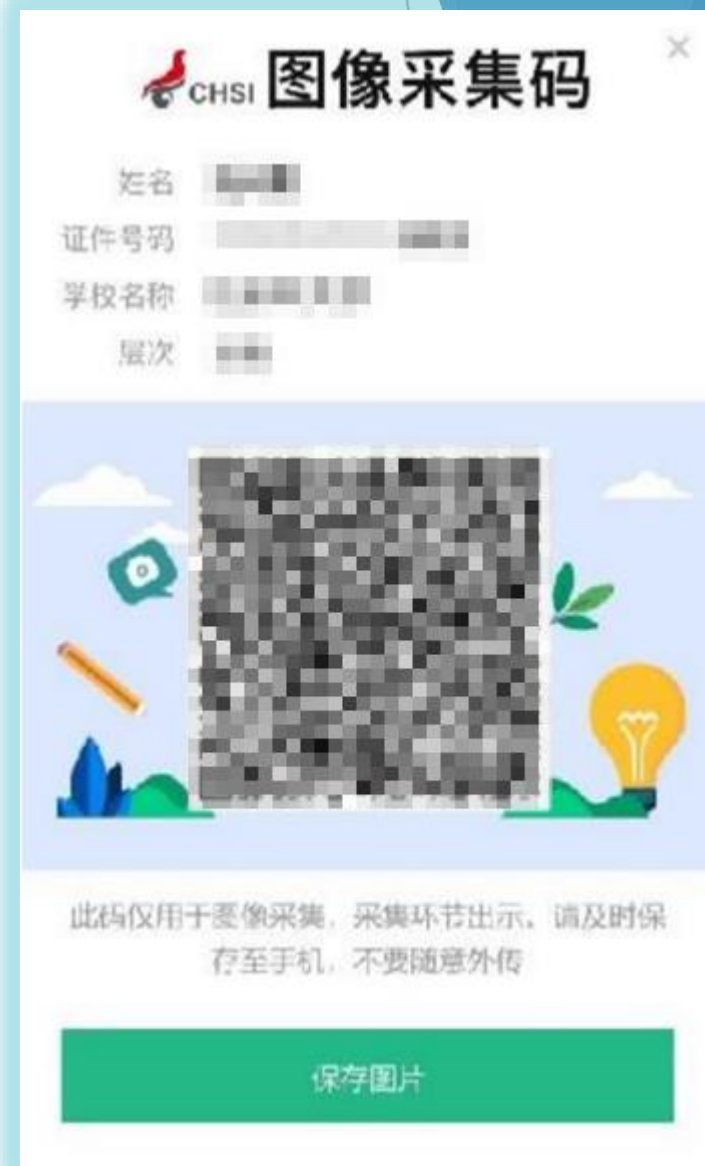 CHSI 图像采集码
姓名
证件号码
学校名称
层次
此码仅用于图像采集，采集环节出示，请及时保
存至手机，不要随意外传
保存图片